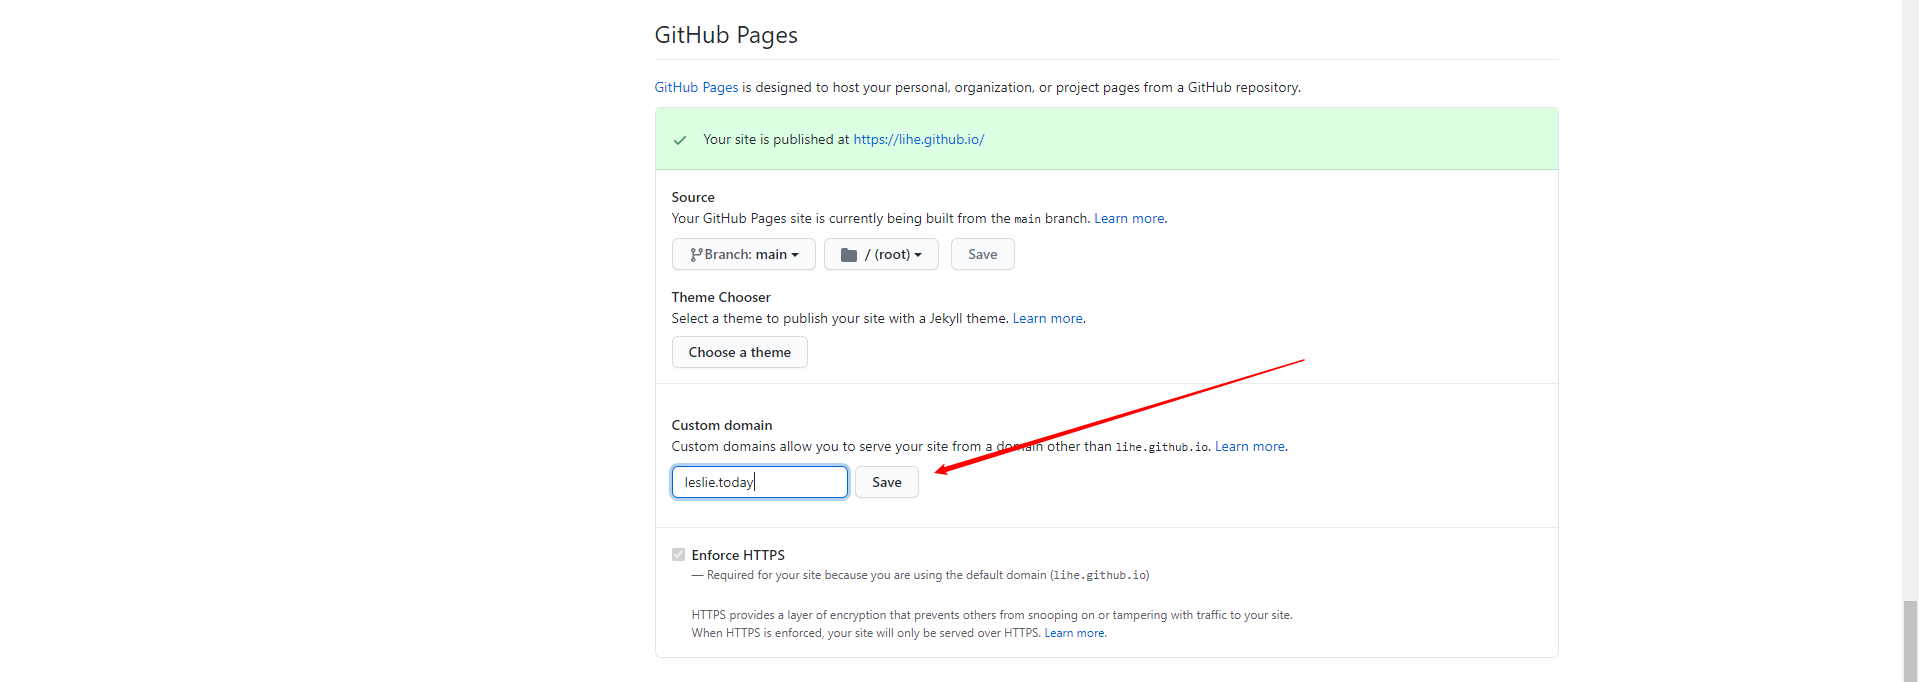 GitHub Pages
GitHub Pages is designed to host your personal, organization, or project pages from a GitHub repository.
Your site is published at https://lihe.github.io/
Source
Your GitHub Pages site is currently being built from the main branch. Learn more.
Branch: main
/ (root)
Save
Theme Chooser
Select a theme to publish your site with a Jekyll theme. Learn more.
Choose a theme
Custom domain
Custom domains allow you to serve your site from a domain other than lihe.github.io. Learn more.
leslie.today
Save
Enforce HTTPS
— Required for your site because you are using the default domain (lihe.github.io)
HTTPS provides a layer of encryption that prevents others from snooping on or tampering with traffic to your site.
When HTTPS is enforced, your site will only be served over HTTPS. Learn more.